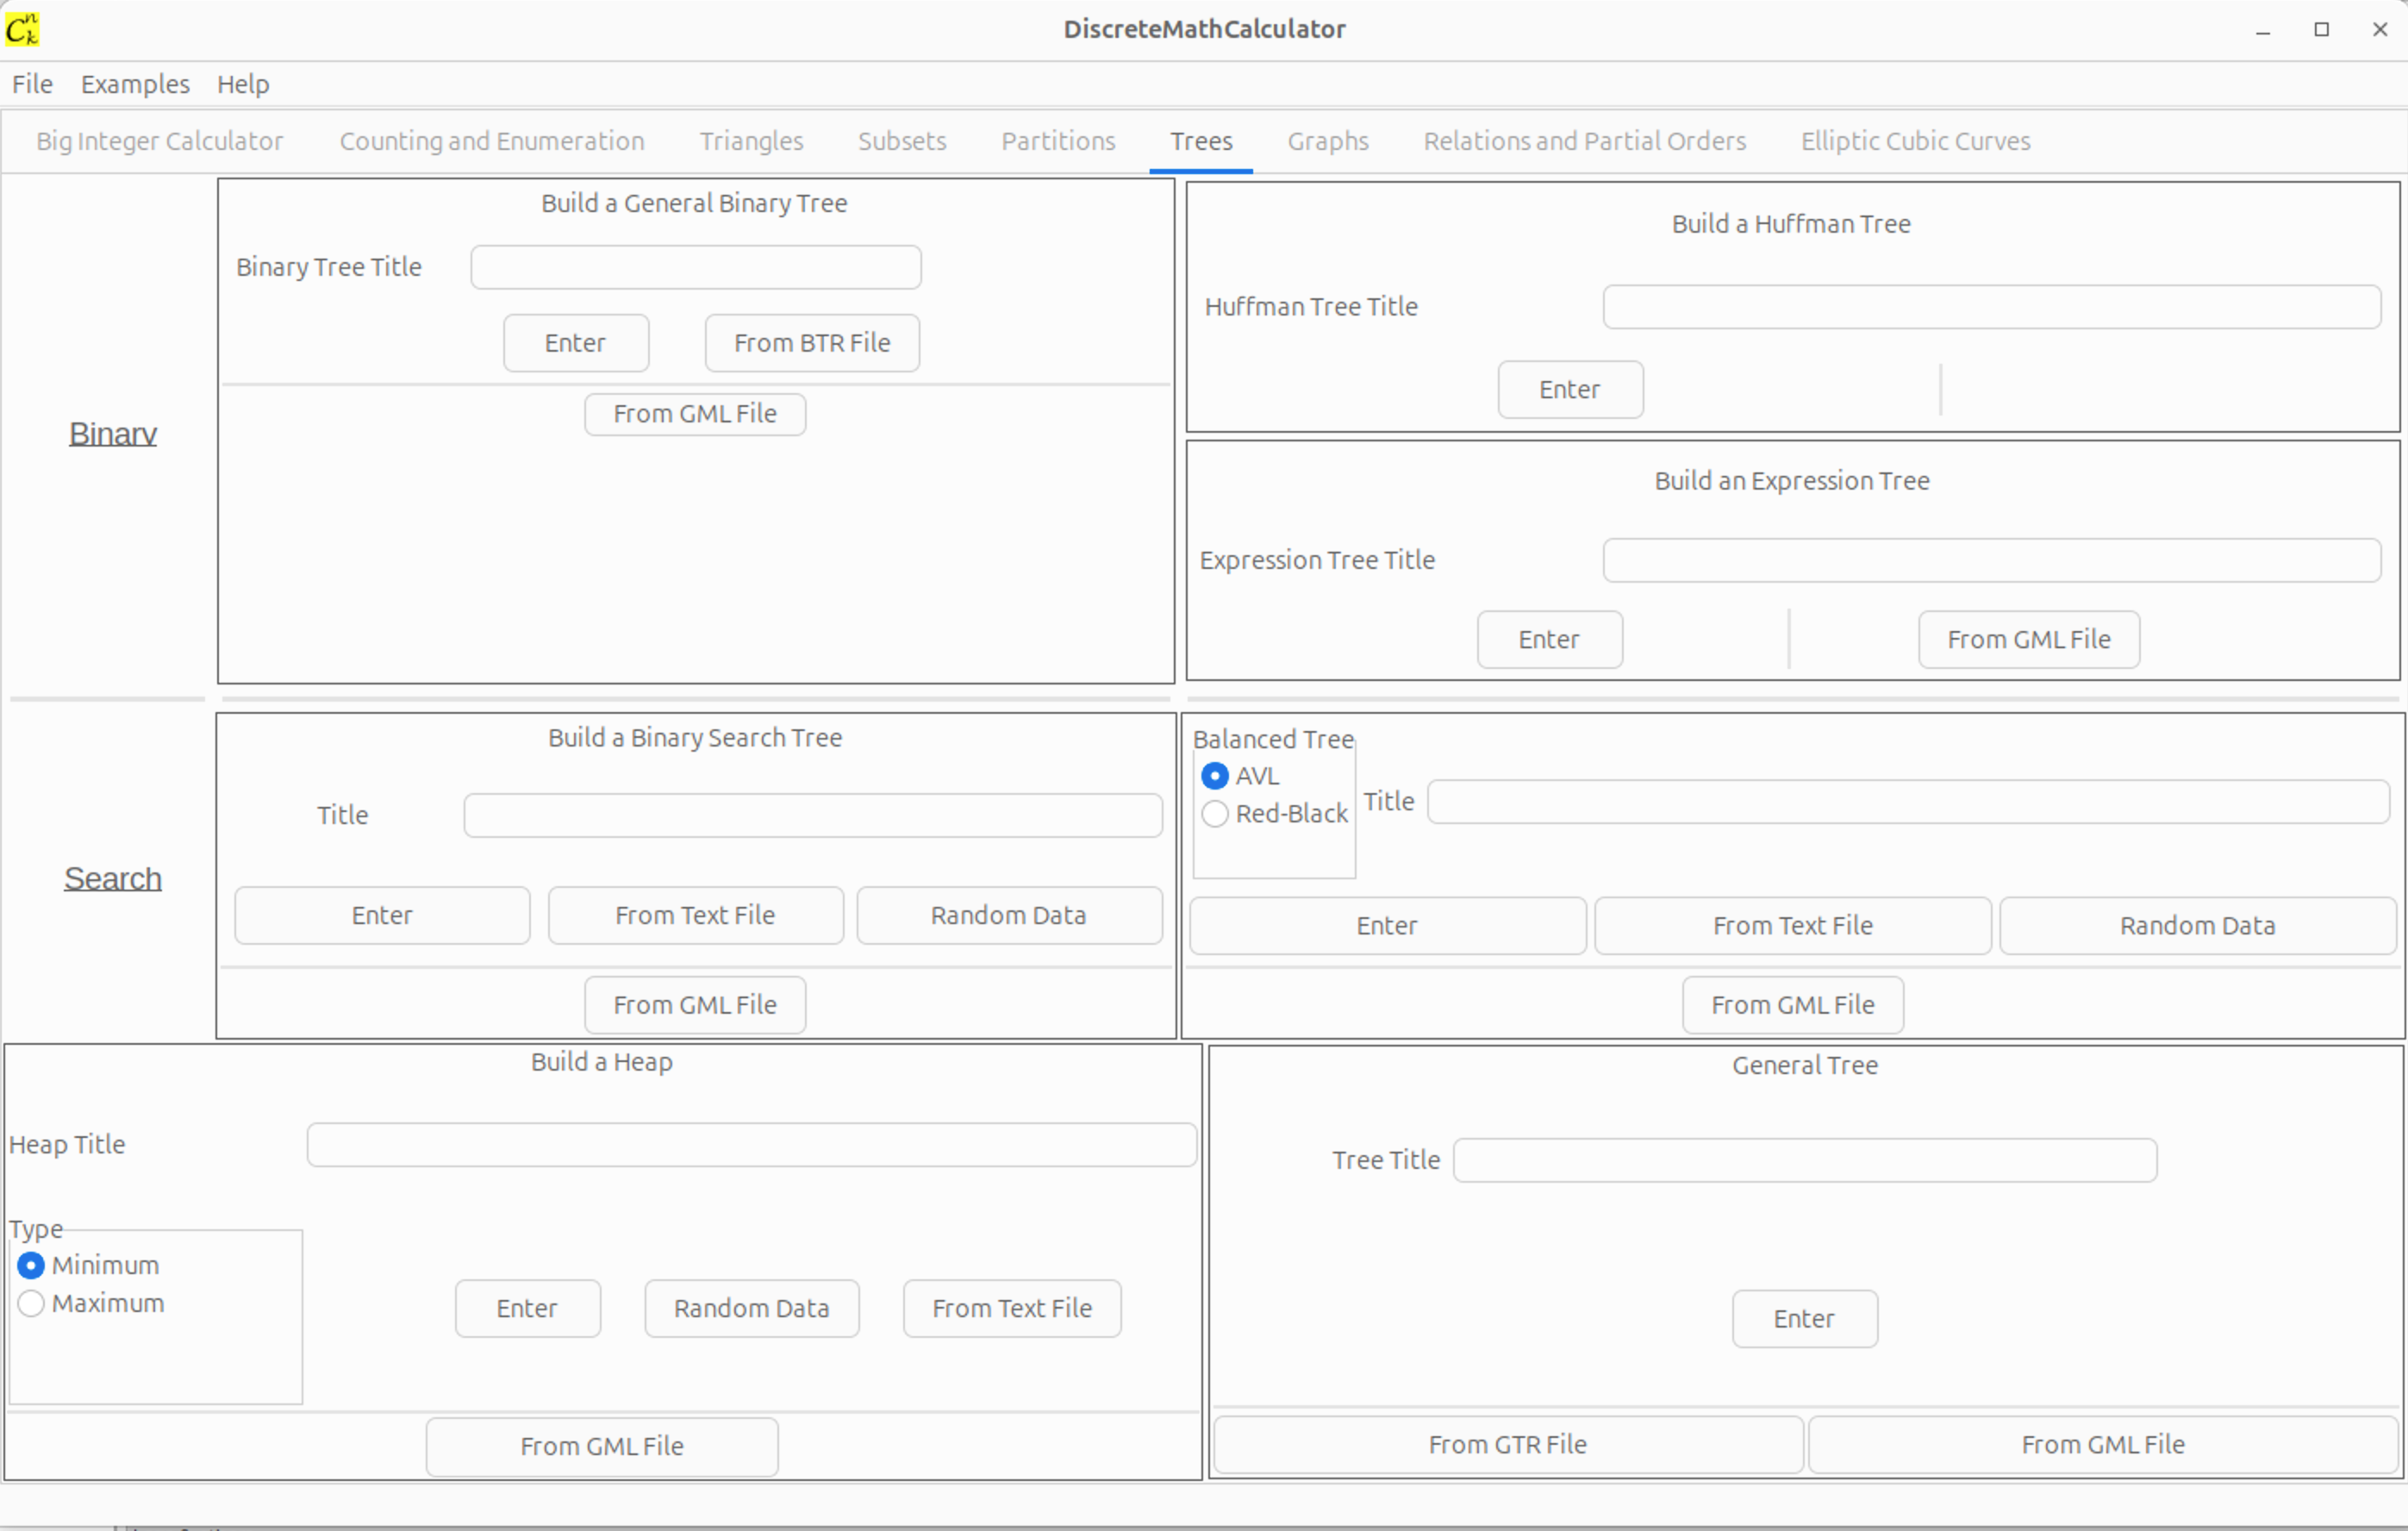 C n k
DiscreteMathCalculator
File Examples Help
Big Integer Calculator Counting and Enumeration Triangles Subsets Partitions Trees Graphs Relations and Partial Orders Elliptic Cubic Curves
Binary
Build a General Binary Tree
Binary Tree Title
Enter From BTR File
From GML File
Build a Huffman Tree
Huffman Tree Title
Enter
Build an Expression Tree
Expression Tree Title
Enter From GML File
Search
Build a Binary Search Tree
Title
Enter From Text File Random Data
From GML File
Balanced Tree
AVL
Red-Black
Title
Enter From Text File Random Data
From GML File
Build a Heap
Heap Title
Type
Minimum
Maximum
Enter Random Data From Text File
From GML File
General Tree
Tree Title
Enter
From GTR File From GML File